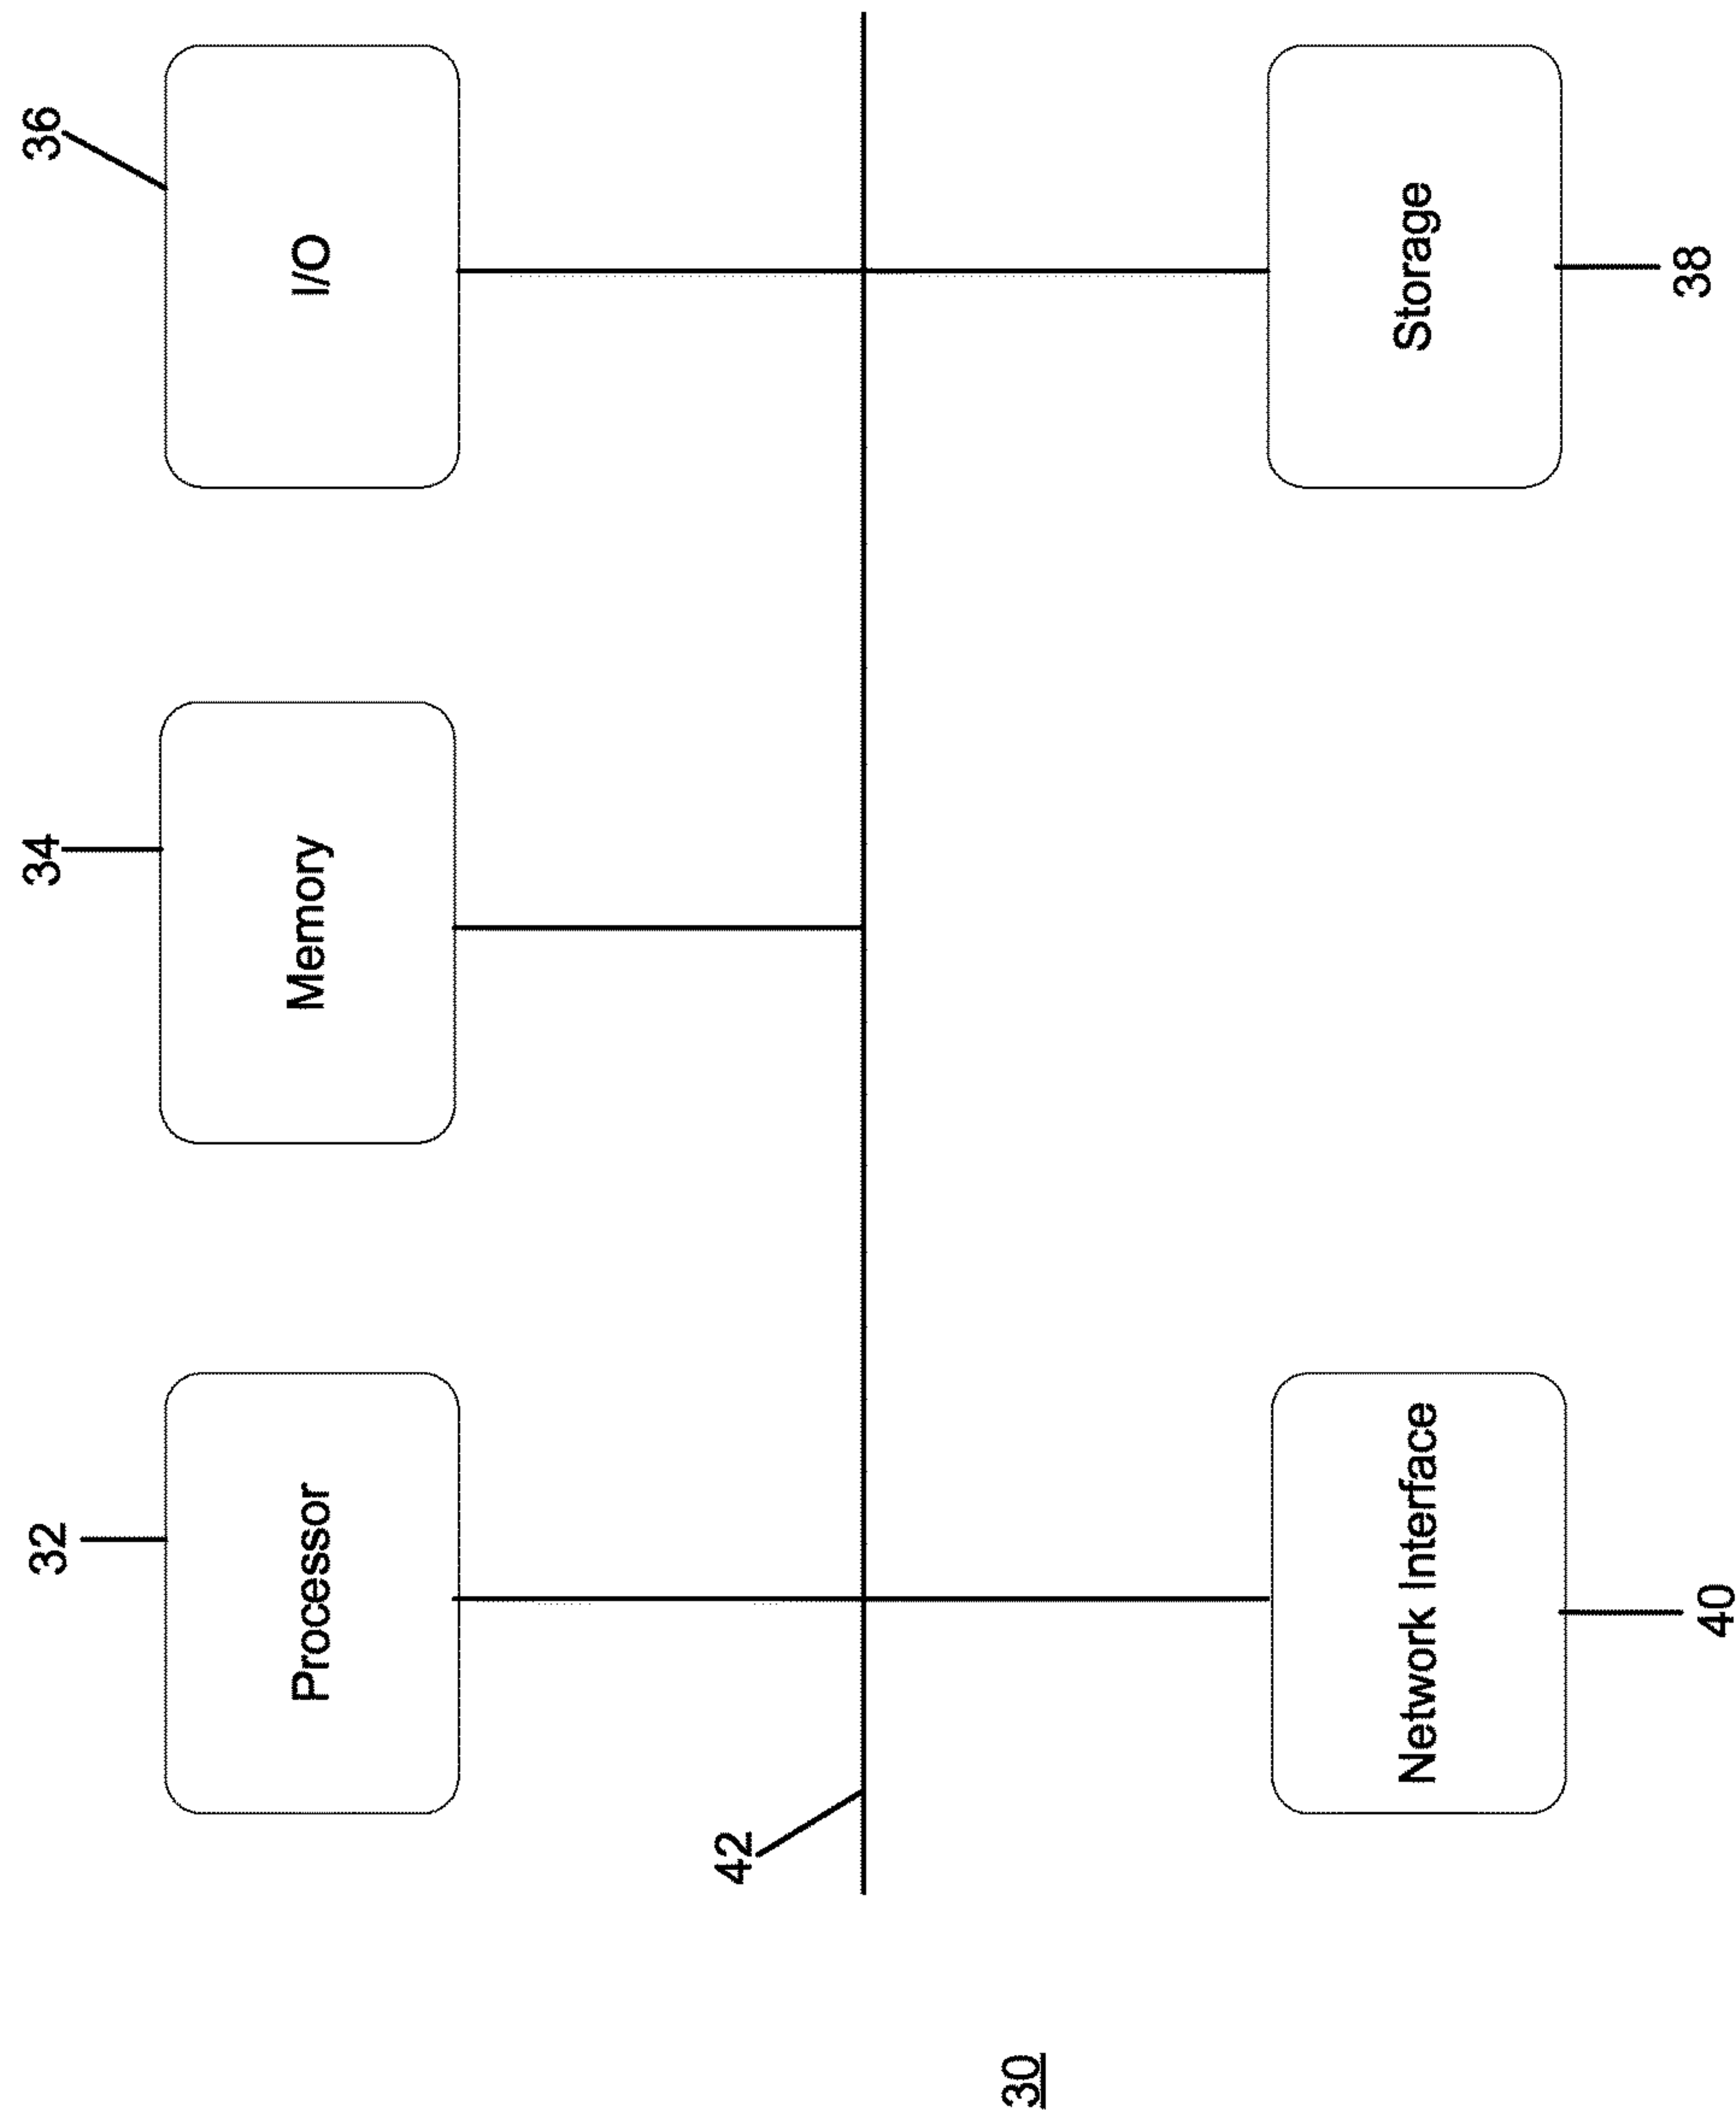 32
34
36
Processor
Memory
I/O
42
30
Network Interface
Storage
40
38